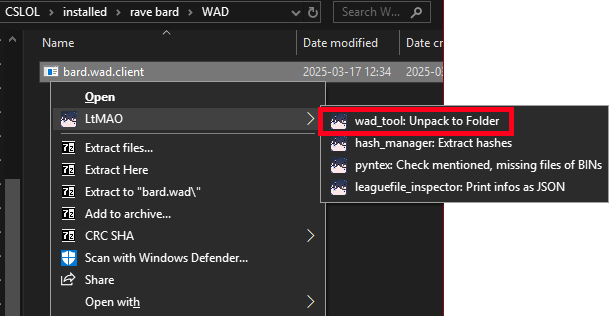 CSLOL > installed > rave bard > WAD
Search W...
Name Date modified Date cr
bard.wad.client 2025-03-17 12:34 2025-03
Open
LtMAO
wad_tool: Unpack to Folder
hash_manager: Extract hashes
pyntex: Check mentioned, missing files of BINs
leaguefile_inspector: Print infos as JSON
Extract files...
Extract Here
Extract to "bard.wad\"
Add to archive...
CRC SHA
Scan with Windows Defender...
Share
Open with